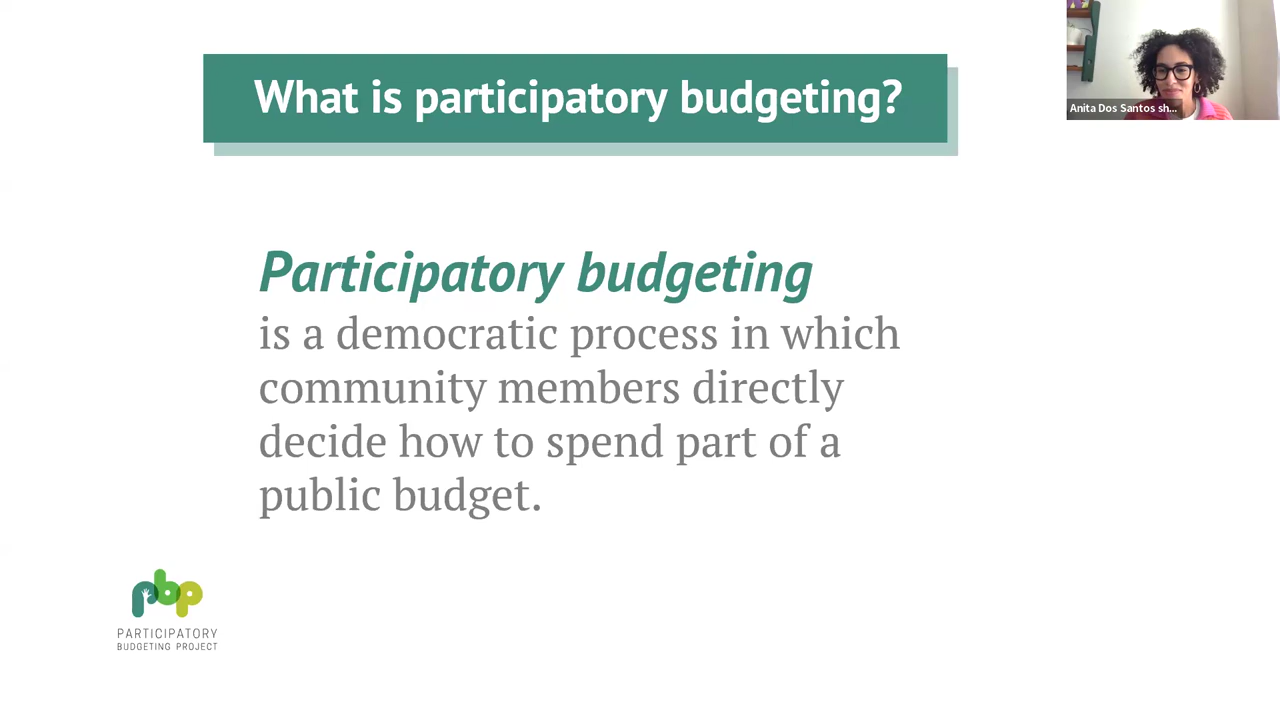 What is participatory budgeting?
Anita Dos Santos sh...
Participatory budgeting
is a democratic process in which
community members directly
decide how to spend part of a
public budget.
pbp
PARTICIPATORY
BUDGETING PROJECT